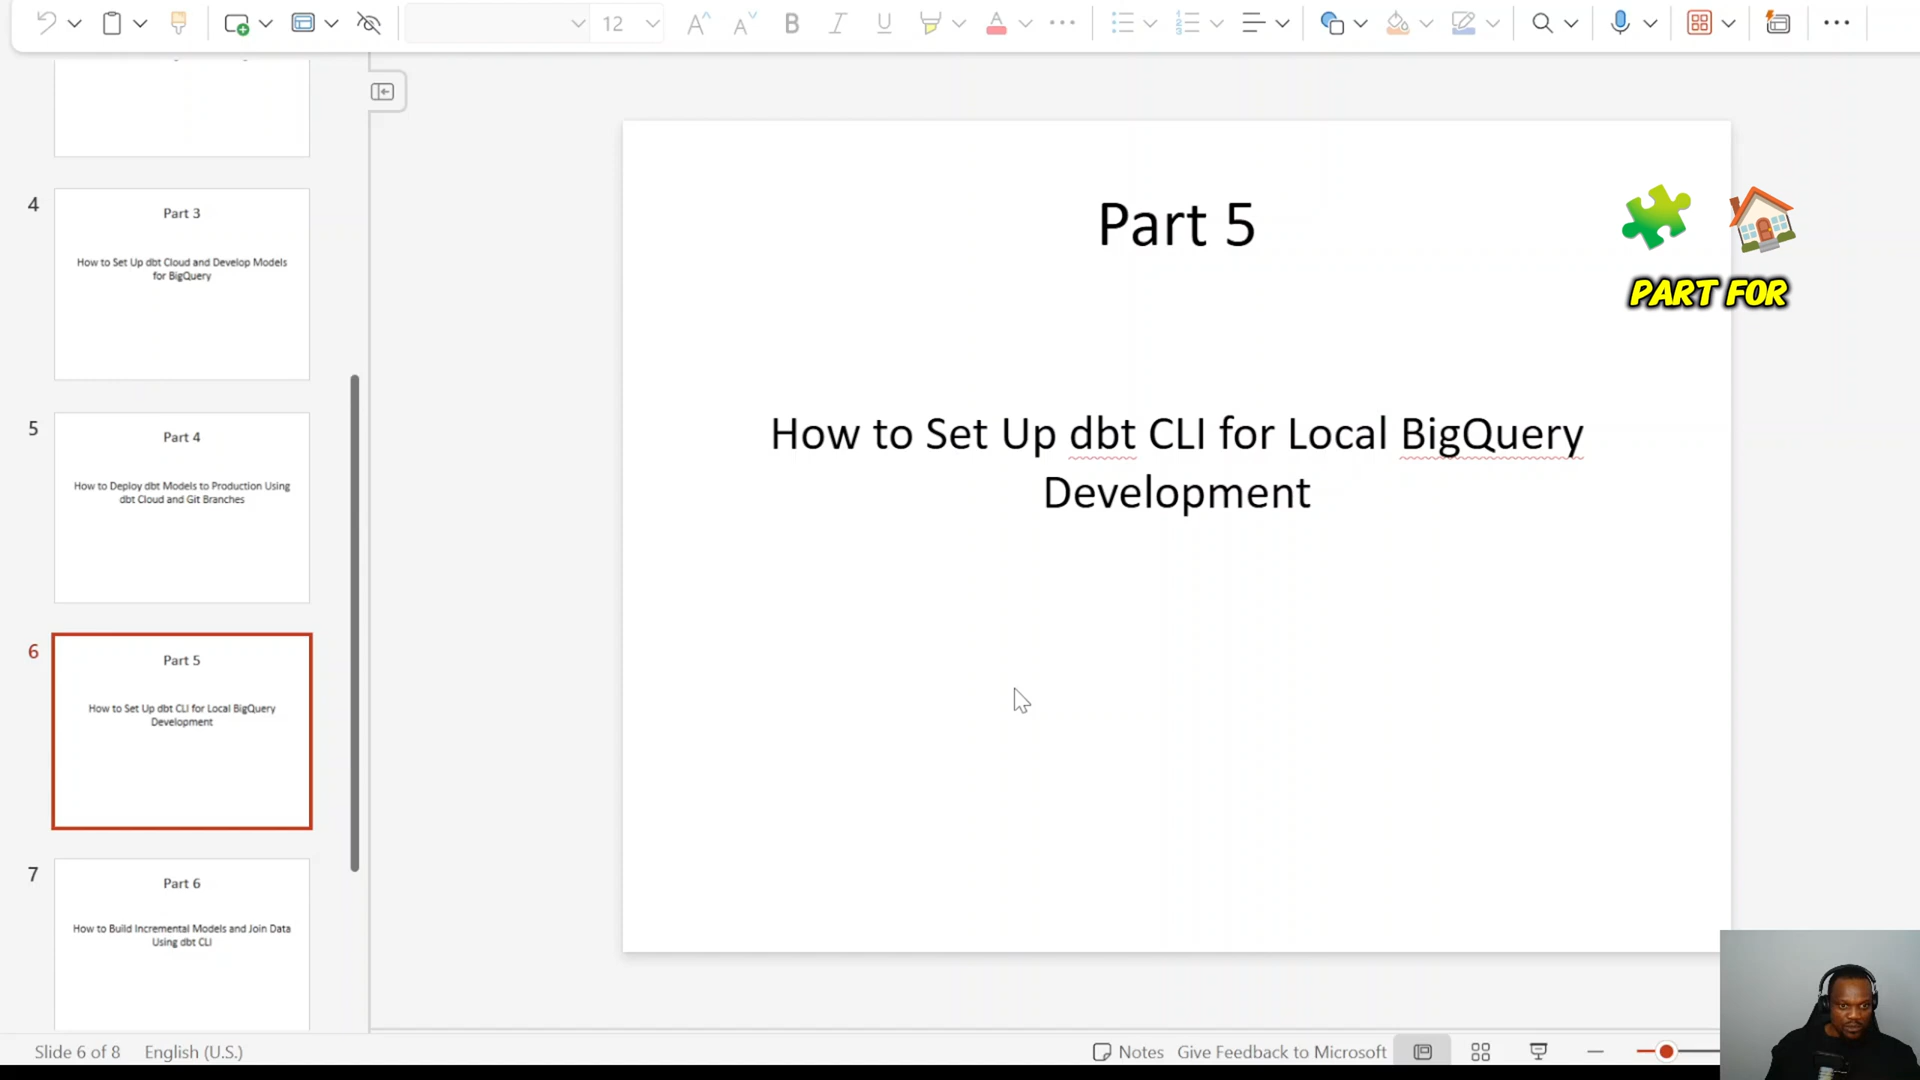 12
4
Part 3
How to Set Up dbt Cloud and Develop Models
for BigQuery
5
Part 4
How to Deploy dbt Models to Production Using
dbt Cloud and Git Branches
6
Part 5
How to Set Up dbt CLI for Local BigQuery
Development
7
Part 6
How to Build Incremental Models and Join Data
Using dbt CLI
Part 5
How to Set Up dbt CLI for Local BigQuery
Development
PART FOR
Slide 6 of 8
English (U.S.)
Notes
Give Feedback to Microsoft